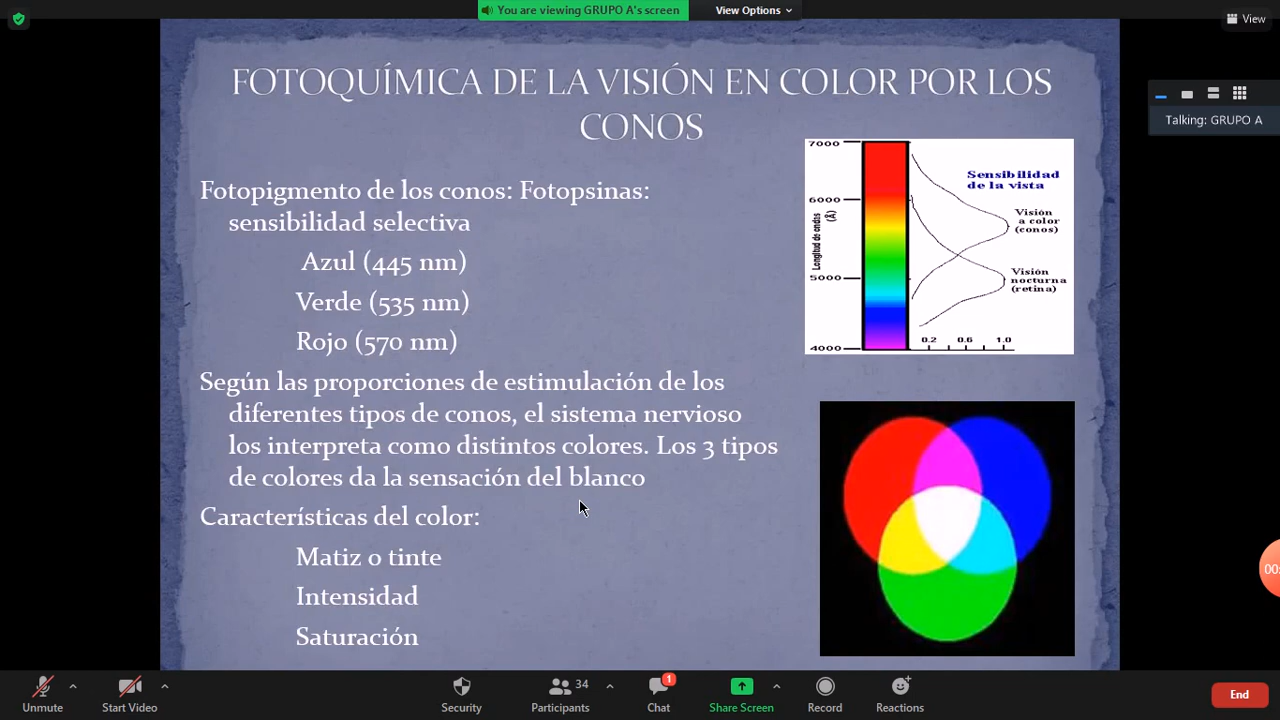 You are viewing GRUPO A's screen
View Options
View
Talking: GRUPO A
FOTOQUÍMICA DE LA VISIÓN EN COLOR POR LOS
CONOS
Fotopigmento de los conos: Fotopsinas:
sensibilidad selectiva
Azul (445 nm)
Verde (535 nm)
Rojo (570 nm)
Según las proporciones de estimulación de los
diferentes tipos de conos, el sistema nervioso
los interpreta como distintos colores. Los 3 tipos
de colores da la sensación del blanco
Características del color:
Matiz o tinte
Intensidad
Saturación
7000
6000
5000
4000
Longitud de ondas
(Å)
Sensibilidad
de la vista
Visión
a color
(conos)
Visión
nocturna
(retina)
0.2 0.6 1.0
00:
Unmute
Start Video
Security
34
Participants
1
Chat
Share Screen
Record
Reactions
End